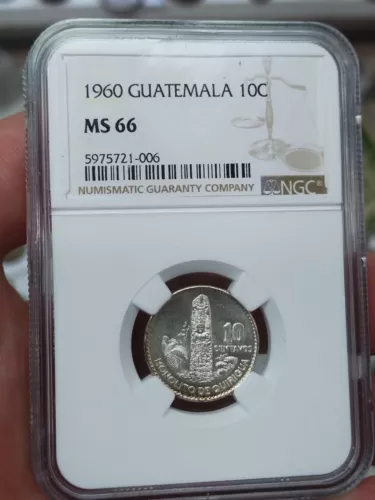 1960 GUATEMALA 10C
MS 66
5975721-006
NUMISMATIC GUARANTY COMPANY
NGC
10
CENTAVOS
MONOLITO DE QUIRIGUA